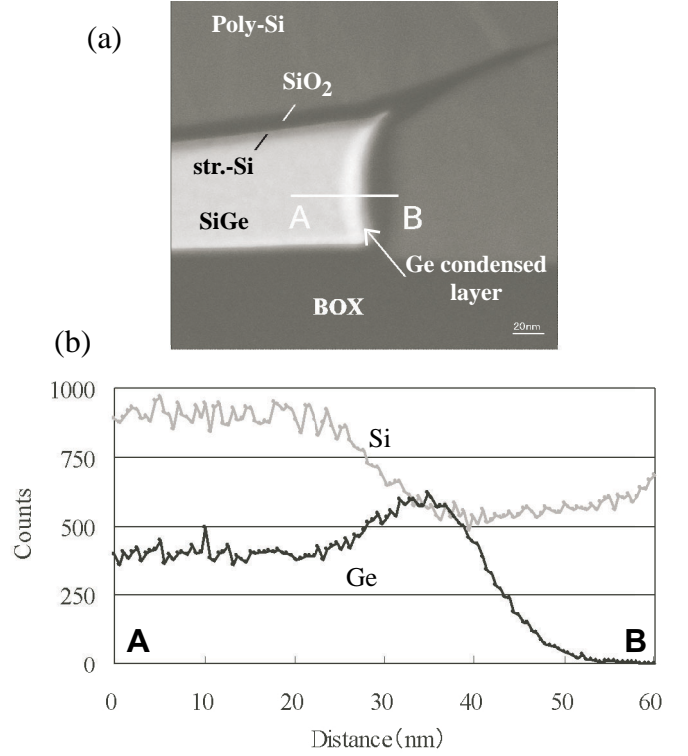 (a)
Poly-Si
SiO₂
str.-Si
A
B
SiGe
Ge condensed
layer
BOX
20nm
(b)
1000
750
500
250
0
Counts
Si
Ge
A
B
0 10 20 30 40 50 60
Distance(nm)